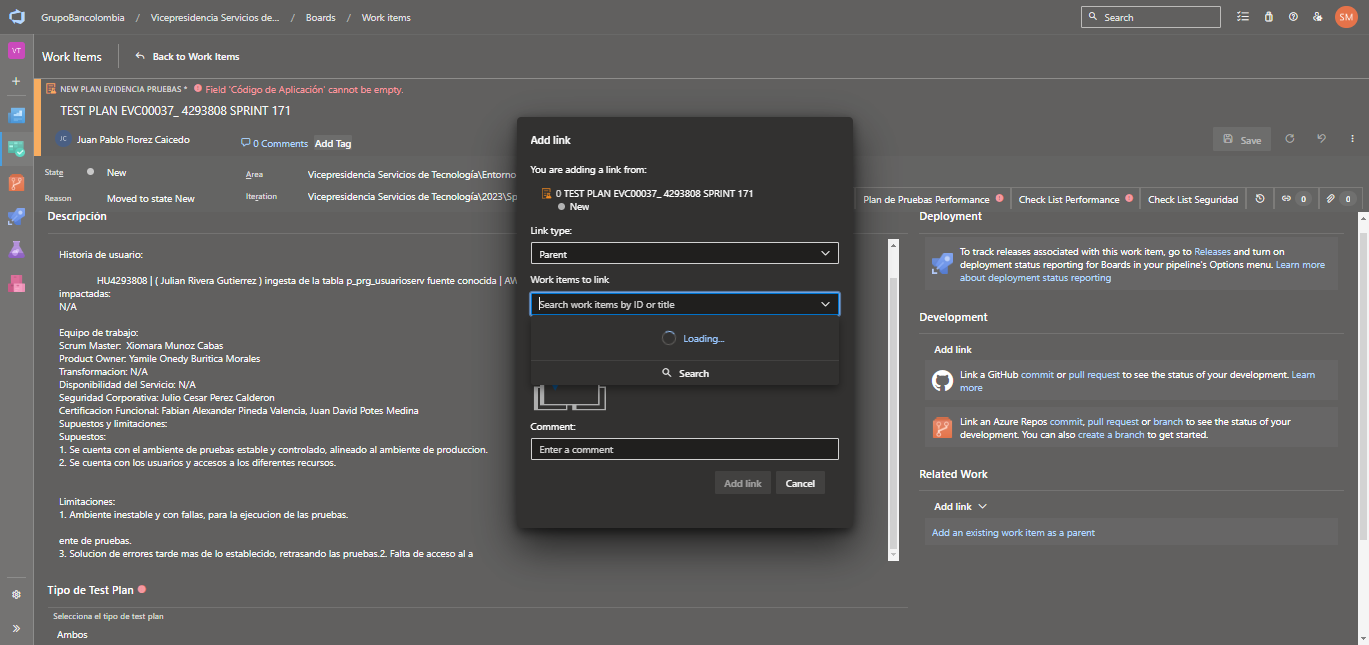 GrupoBancolombia / Vicepresidencia Servicios de... / Boards / Work items
Search
SM
VT
Work Items
Back to Work Items
NEW PLAN EVIDENCIA PRUEBAS * Field 'Código de Aplicación' cannot be empty.
TEST PLAN EVC00037_ 4293808 SPRINT 171
JC Juan Pablo Florez Caicedo
0 Comments
Add Tag
Save
State
New
Area
Vicepresidencia Servicios de Tecnología\Entorno
Reason
Moved to state New
Iteration
Vicepresidencia Servicios de Tecnología\2023\Sp
Plan de Pruebas Performance
Check List Performance
Check List Seguridad
0
0
Descripción
Historia de usuario:
HU4293808 | ( Julian Rivera Gutierrez ) ingesta de la tabla p_prg_usuarioserv fuente conocida | AW
impactadas:
N/A
Equipo de trabajo:
Scrum Master: Xiomara Munoz Cabas
Product Owner: Yamile Onedy Buritica Morales
Transformacion: N/A
Disponibilidad del Servicio: N/A
Seguridad Corporativa: Julio Cesar Perez Calderon
Certificacion Funcional: Fabian Alexander Pineda Valencia, Juan David Potes Medina
Supuestos y limitaciones:
Supuestos:
1. Se cuenta con el ambiente de pruebas estable y controlado, alineado al ambiente de produccion.
2. Se cuenta con los usuarios y accesos a los diferentes recursos.
Limitaciones:
1. Ambiente inestable y con fallas, para la ejecucion de las pruebas.
ente de pruebas.
3. Solucion de errores tarde mas de lo establecido, retrasando las pruebas.2. Falta de acceso al a
Tipo de Test Plan
Selecciona el tipo de test plan
Ambos
Add link
You are adding a link from:
0 TEST PLAN EVC00037_ 4293808 SPRINT 171
New
Link type:
Parent
Work items to link
Search work items by ID or title
Loading...
Search
Comment:
Enter a comment
Add link
Cancel
Deployment
To track releases associated with this work item, go to Releases and turn on
deployment status reporting for Boards in your pipeline's Options menu. Learn more
about deployment status reporting
Development
Add link
Link a GitHub commit or pull request to see the status of your development. Learn
more
Link an Azure Repos commit, pull request or branch to see the status of your
development. You can also create a branch to get started.
Related Work
Add link
Add an existing work item as a parent